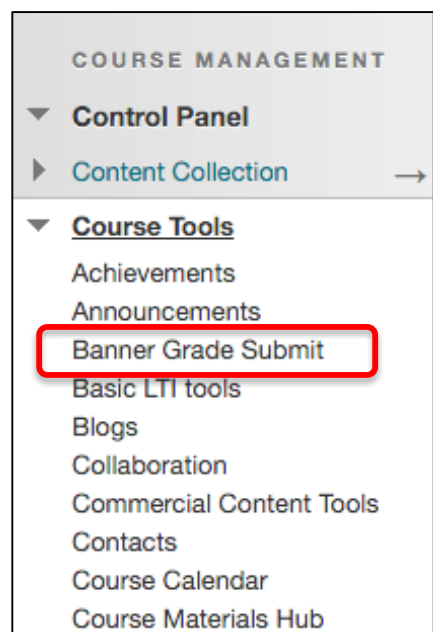 COURSE MANAGEMENT
Control Panel
Content Collection
Course Tools
Achievements
Announcements
Banner Grade Submit
Basic LTI tools
Blogs
Collaboration
Commercial Content Tools
Contacts
Course Calendar
Course Materials Hub